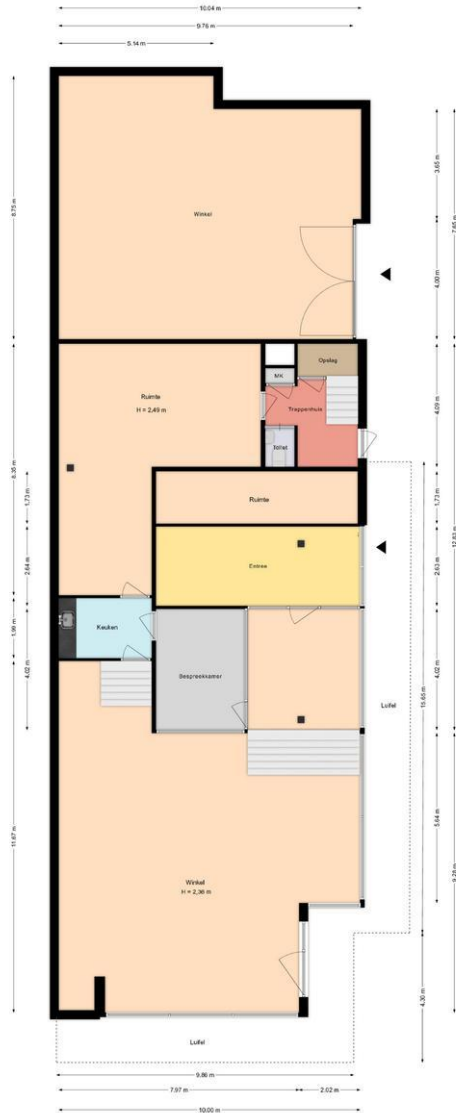 10.04 m
9.76 m
5.14 m
8.75 m
3.65 m
7.65 m
Winkel
4.00 m
Opslag
MK
Ruimte
H = 2,49 m
Trappenhuis
4.09 m
Toilet
8.35 m
1.73 m
Ruimte
1.73 m
12.83 m
2.64 m
Entree
2.63 m
Keuken
1.99 m
4.02 m
Bespreekkamer
4.02 m
Luifel
15.65 m
5.64 m
9.28 m
11.67 m
Winkel
H = 2,36 m
4.30 m
Luifel
9.86 m
7.97 m
2.02 m
10.00 m